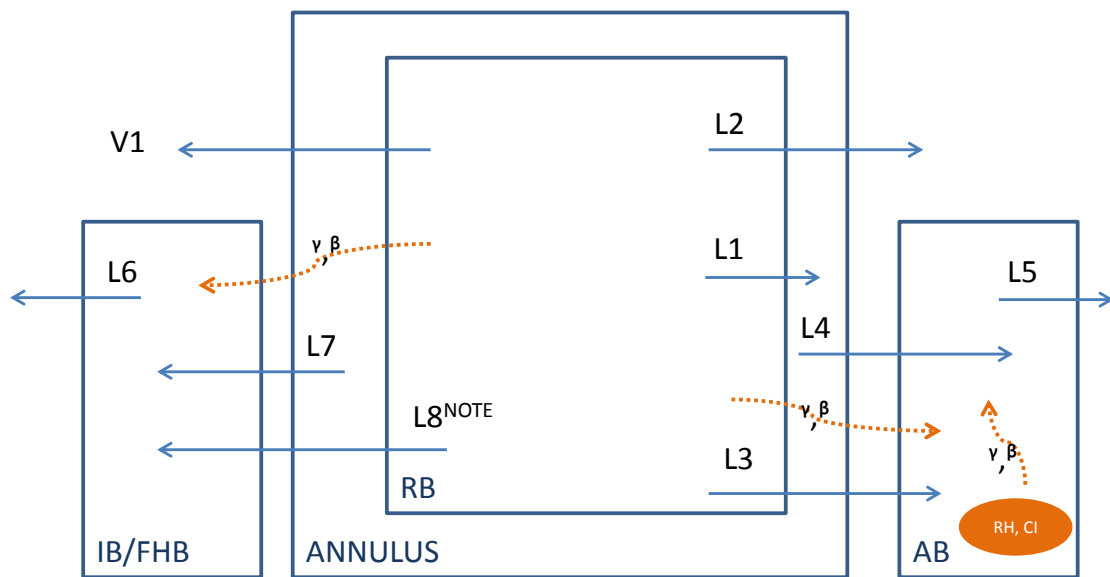 V1
L2
γ,β
L1
L6
L5
L7
L4
L8NOTE
γ,β
γ,β
L3
RB
RH, CI
IB/FHB
ANNULUS
AB